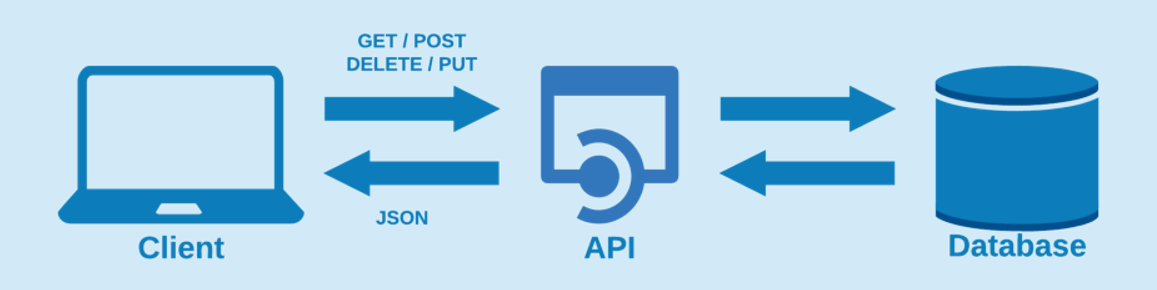 GET / POST
DELETE / PUT
JSON
Client
API
Database